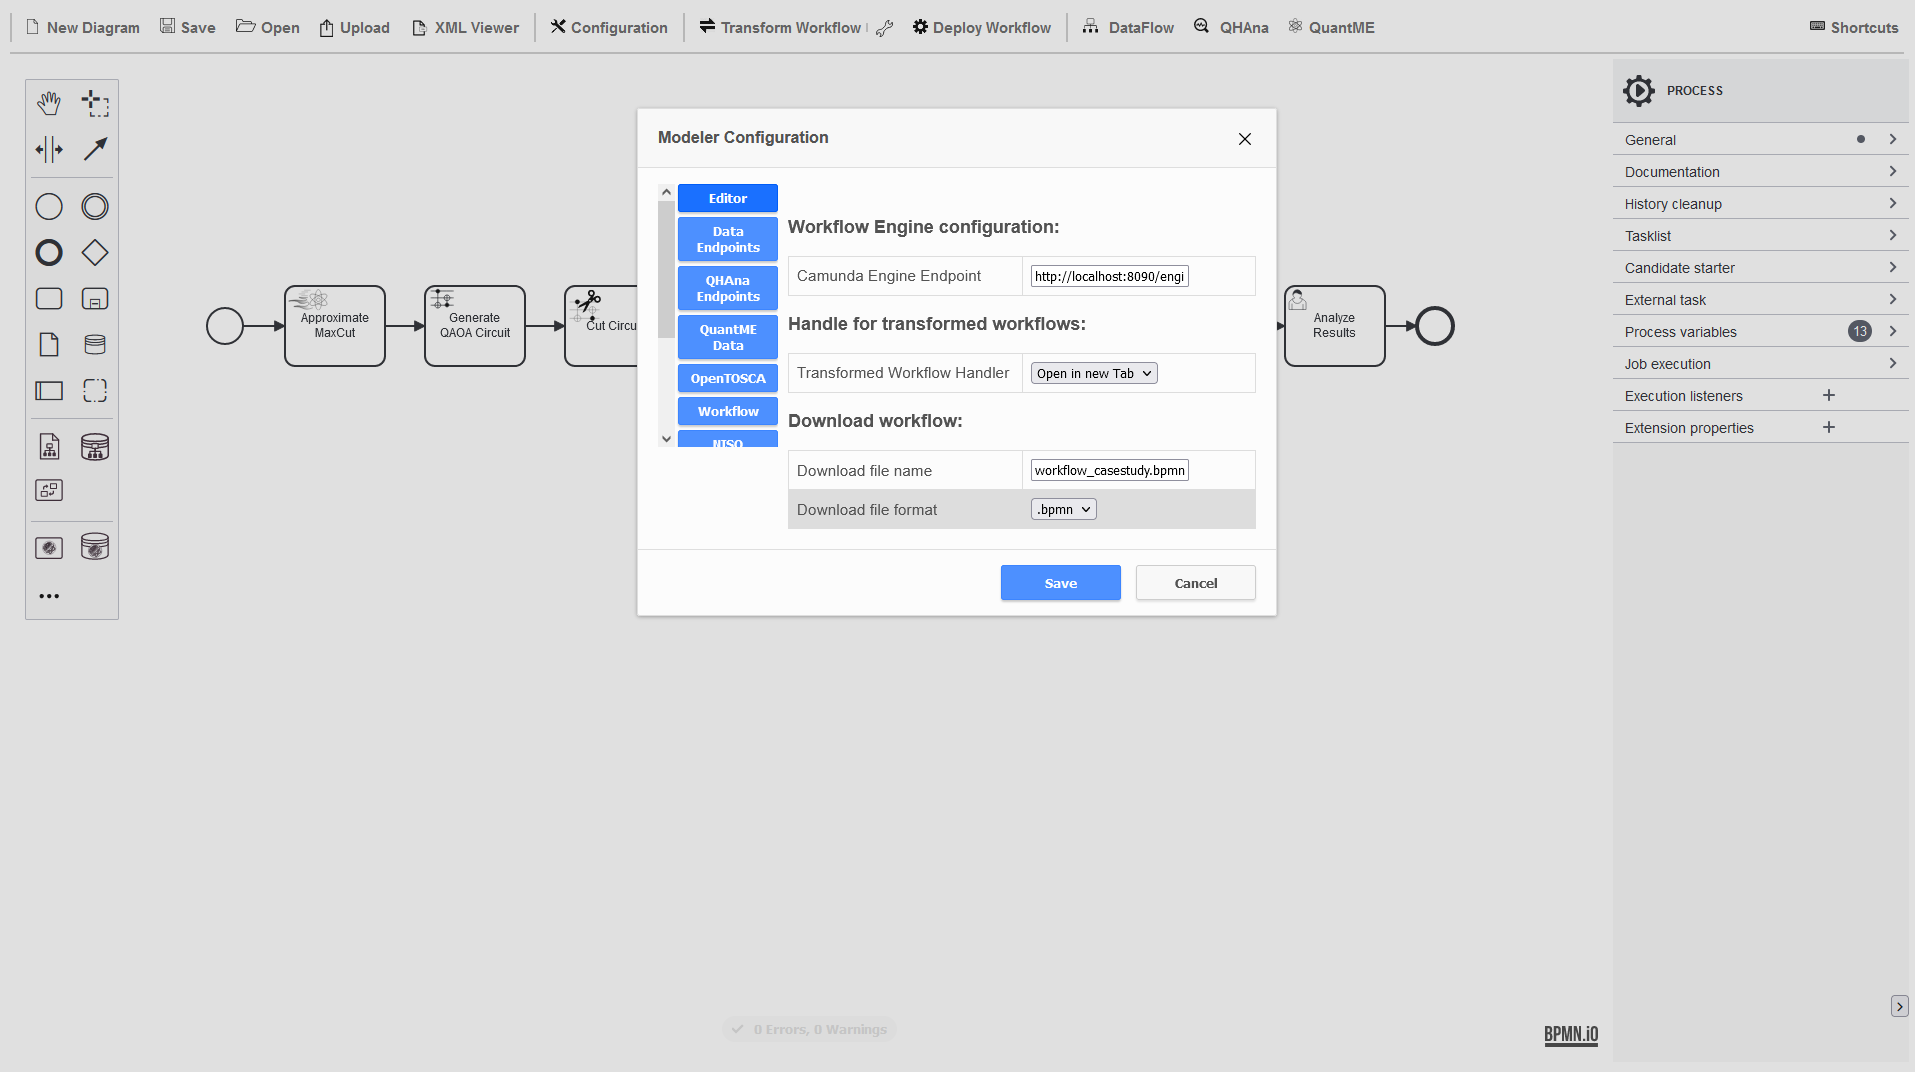 New Diagram Save Open Upload XML Viewer Configuration Transform Workflow Deploy Workflow DataFlow QHAna QuantME Shortcuts
Approximate
MaxCut
Generate
QAOA Circuit
Cut Circu
Modeler Configuration
Editor
Data
Endpoints
QHAna
Endpoints
QuantME
Data
OpenTOSCA
Workflow
NISQ
Workflow Engine configuration:
Camunda Engine Endpoint http://localhost:8090/engi
Handle for transformed workflows:
Transformed Workflow Handler Open in new Tab
Download workflow:
Download file name workflow_casestudy.bpmn
Download file format .bpmn
Save Cancel
Analyze
Results
PROCESS
General
Documentation
History cleanup
Tasklist
Candidate starter
External task
Process variables 13
Job execution
Execution listeners
Extension properties
0 Errors, 0 Warnings
BPMN.iO